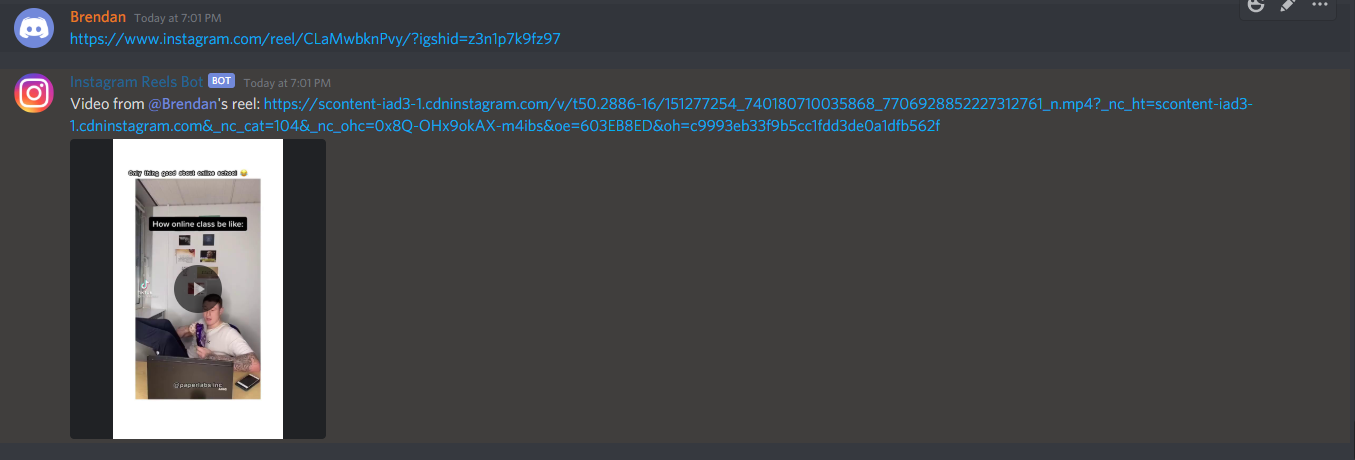 Brendan Today at 7:01 PM
https://www.instagram.com/reel/CLaMwbknPvy/?igshid=z3n1p7k9fz97
Instagram Reels Bot BOT Today at 7:01 PM
Video from @Brendan's reel: https://scontent-iad3-1.cdninstagram.com/v/t50.2886-16/151277254_740180710035868_7706928852227312761_n.mp4?_nc_ht=scontent-iad3-
1.cdninstagram.com&_nc_cat=104&_nc_ohc=0x8Q-OHx9okAX-m4ibs&oe=603EB8ED&oh=c9993eb33f9b5cc1fdd3de0a1dfb562f
Only thing good about online school 😂
How online class be like:
@paperlabs.inc